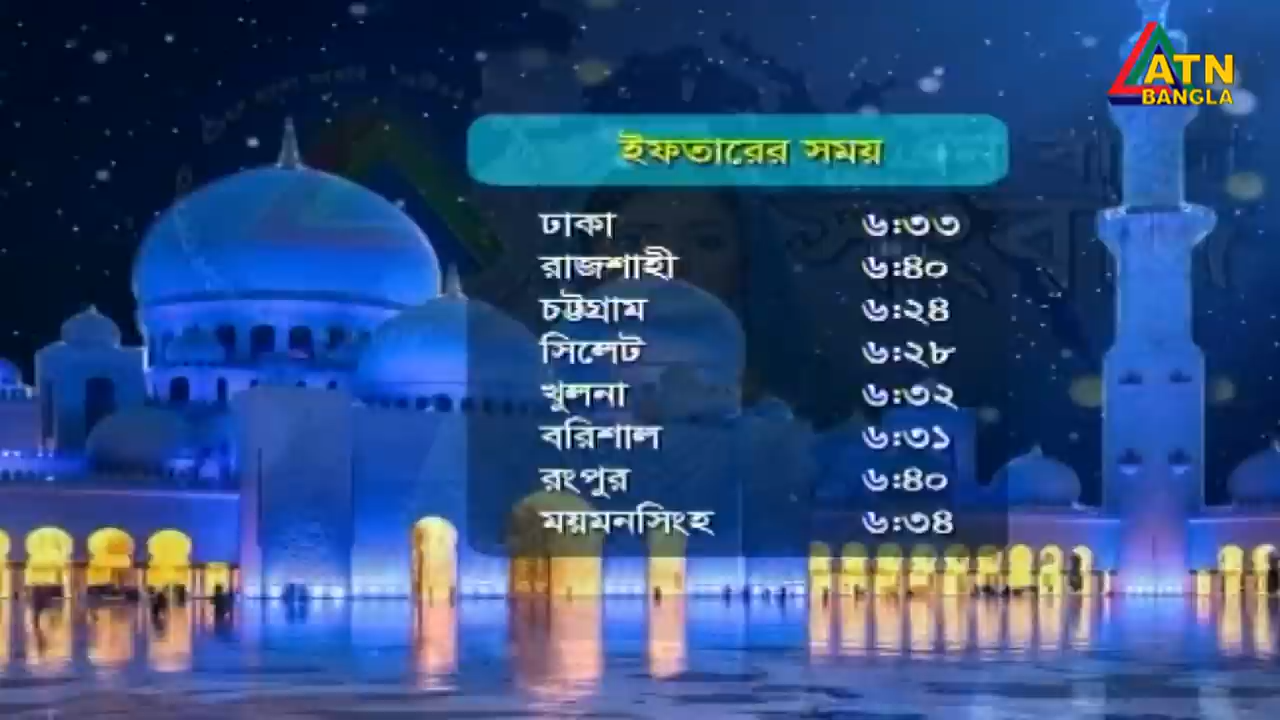 ATN
BANGLA
ইফতারের সময়
ঢাকা ৬:৩৩
রাজশাহী ৬:৪০
চট্টগ্রাম ৬:২৪
সিলেট ৬:২৮
খুলনা ৬:৩২
বরিশাল ৬:৩১
রংপুর ৬:৪০
ময়মনসিংহ ৬:৩৪